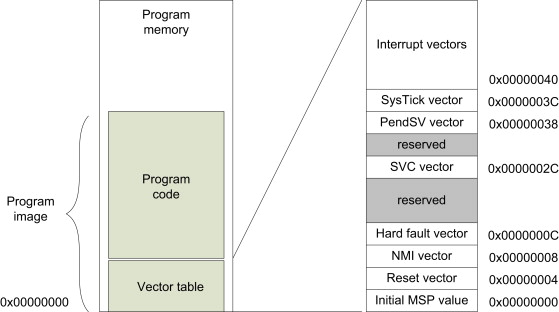 Program
memory
Program
code
Program
image
Vector table
0x00000000
Interrupt vectors
0x00000040
SysTick vector
0x0000003C
PendSV vector
0x00000038
reserved
SVC vector
0x0000002C
reserved
Hard fault vector
0x0000000C
NMI vector
0x00000008
Reset vector
0x00000004
Initial MSP value
0x00000000